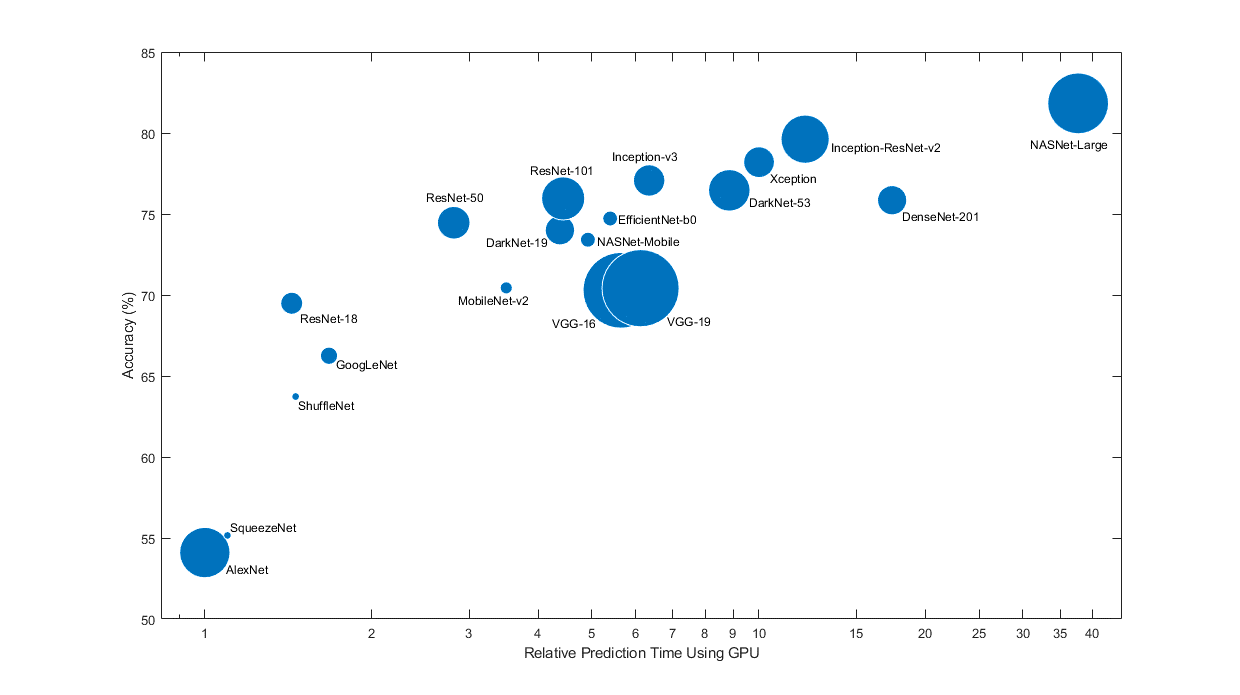 85
80
75
70
65
60
55
50
Accuracy (%)
NASNet-Large
Inception-ResNet-v2
Inception-v3
ResNet-101
Xception
ResNet-50
DarkNet-53
DenseNet-201
EfficientNet-b0
DarkNet-19
NASNet-Mobile
MobileNet-v2
ResNet-18
VGG-16
VGG-19
GoogLeNet
ShuffleNet
SqueezeNet
AlexNet
1 2 3 4 5 6 7 8 9 10 15 20 25 30 35 40
Relative Prediction Time Using GPU